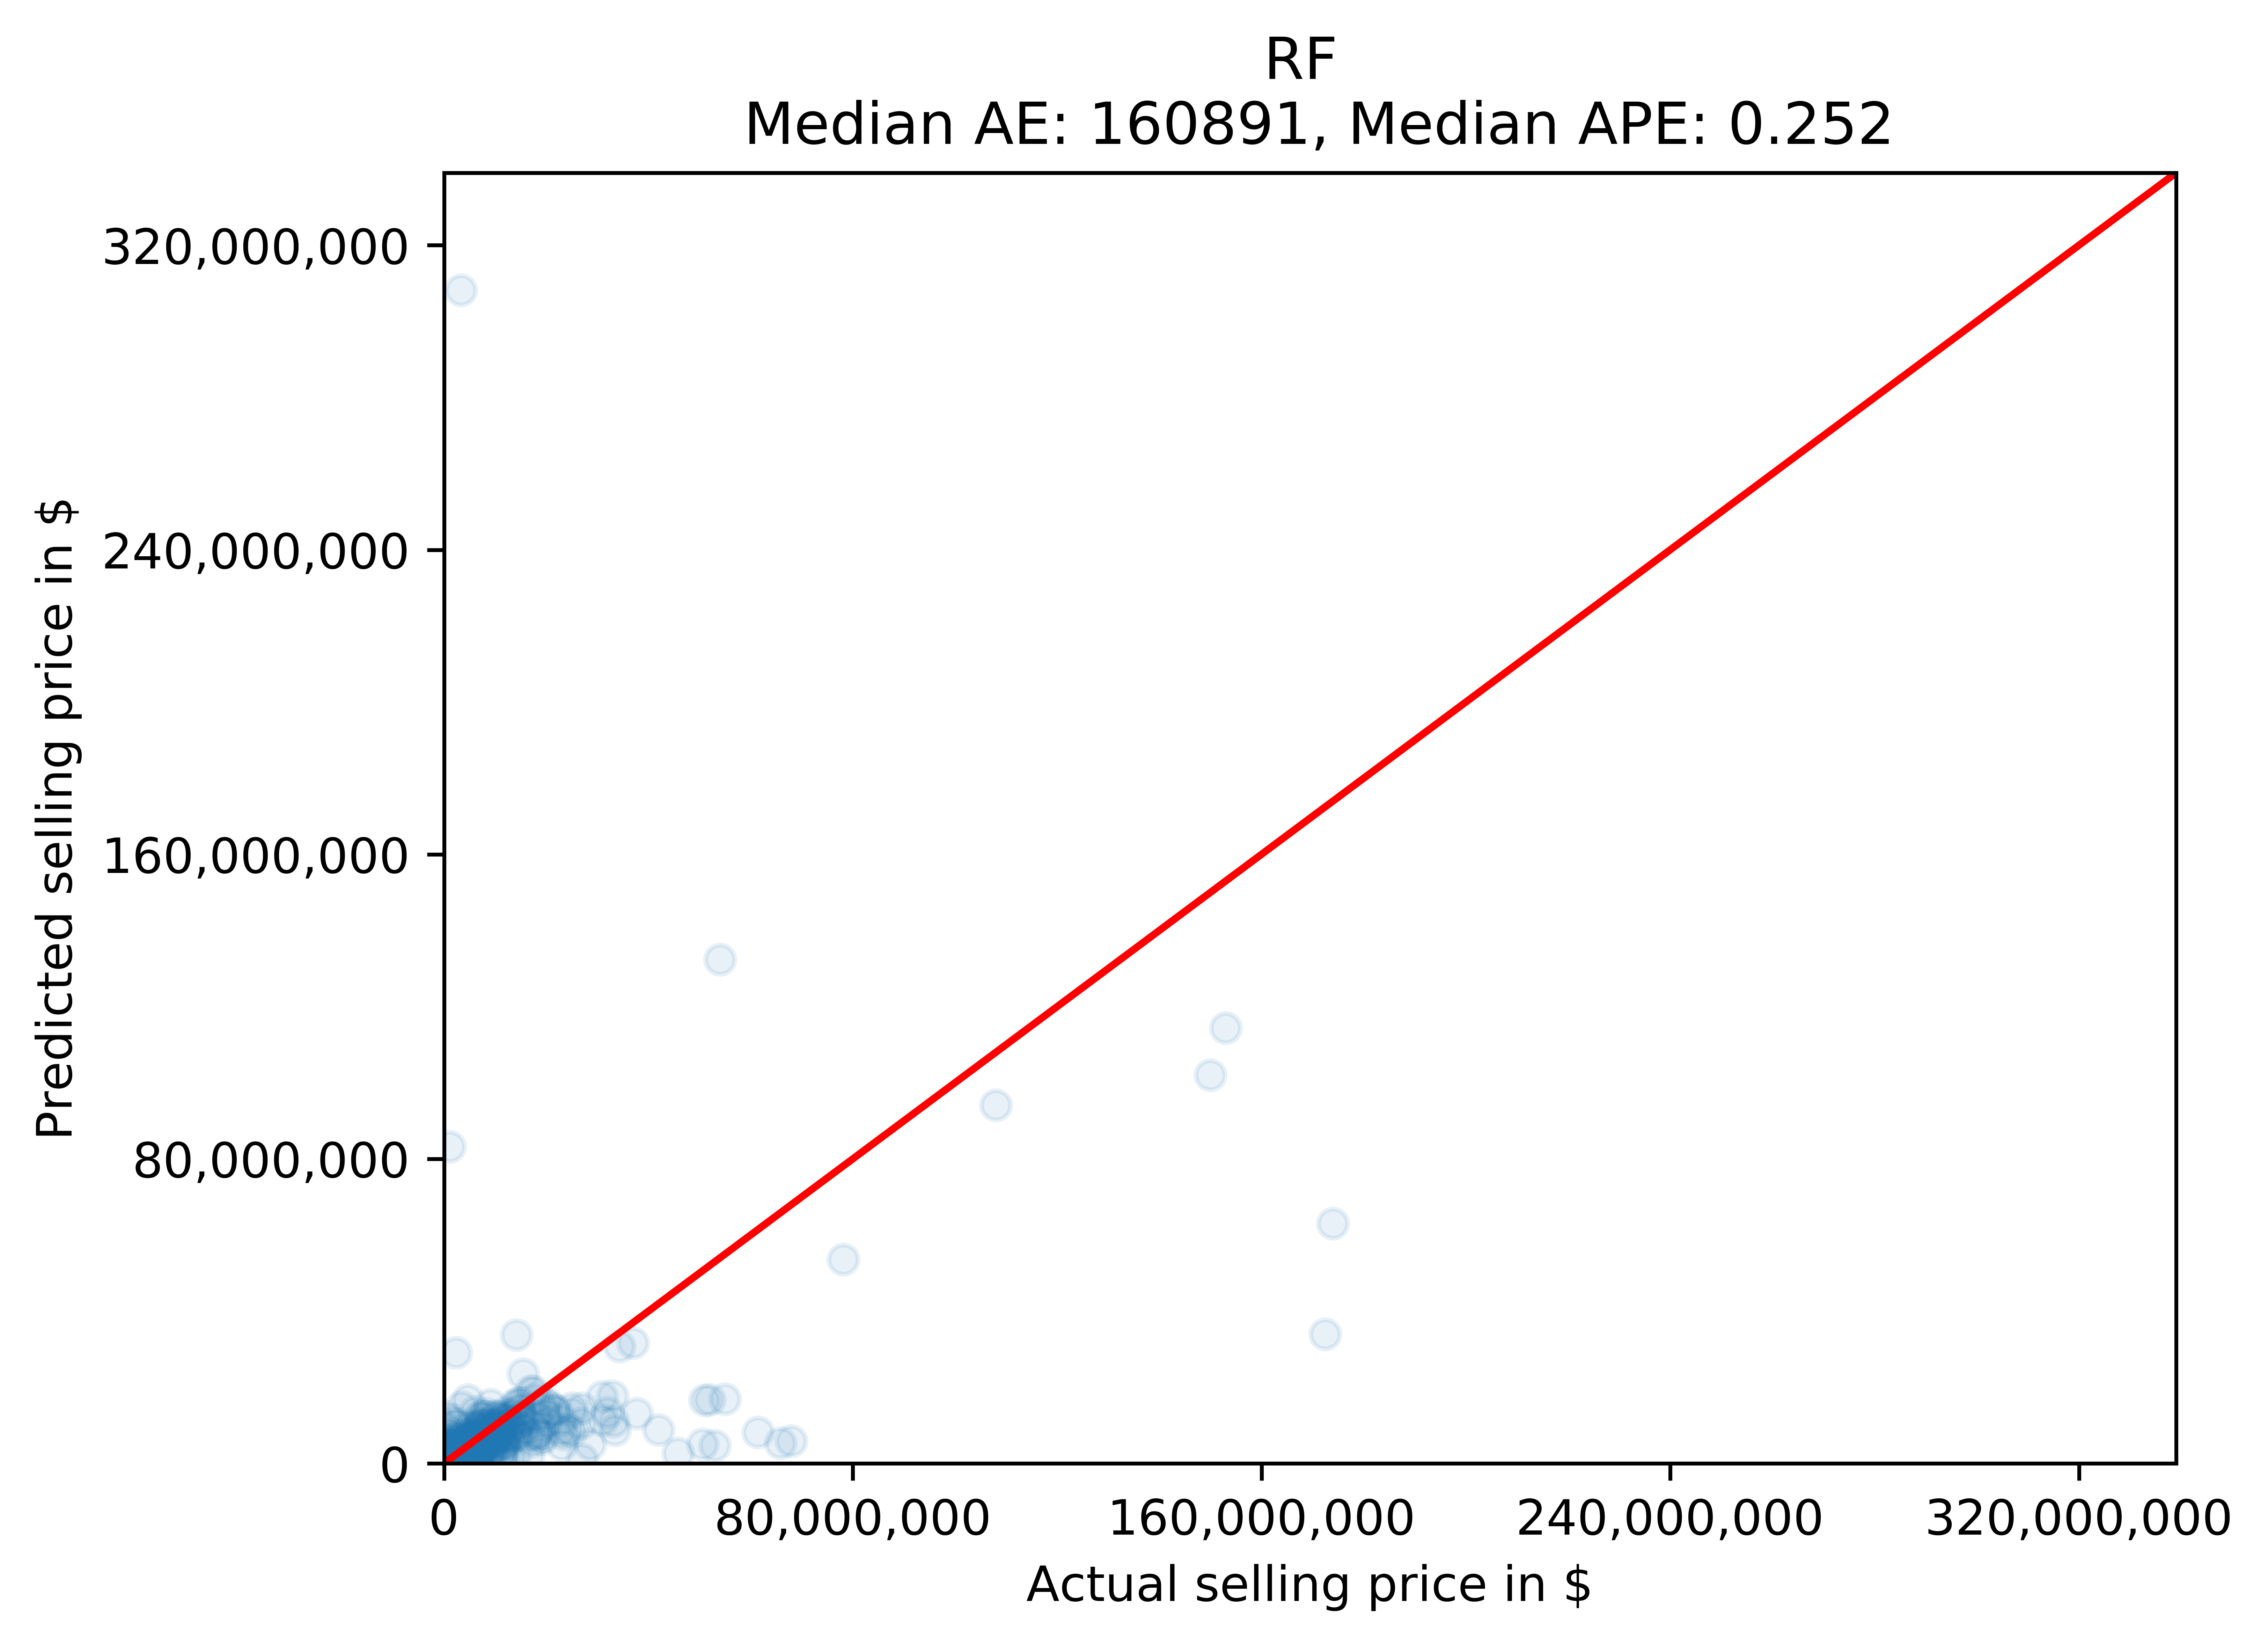 RF
Median AE: 160891, Median APE: 0.252
Predicted selling price in $
320,000,000
240,000,000
160,000,000
80,000,000
0
0 80,000,000 160,000,000 240,000,000 320,000,000
Actual selling price in $